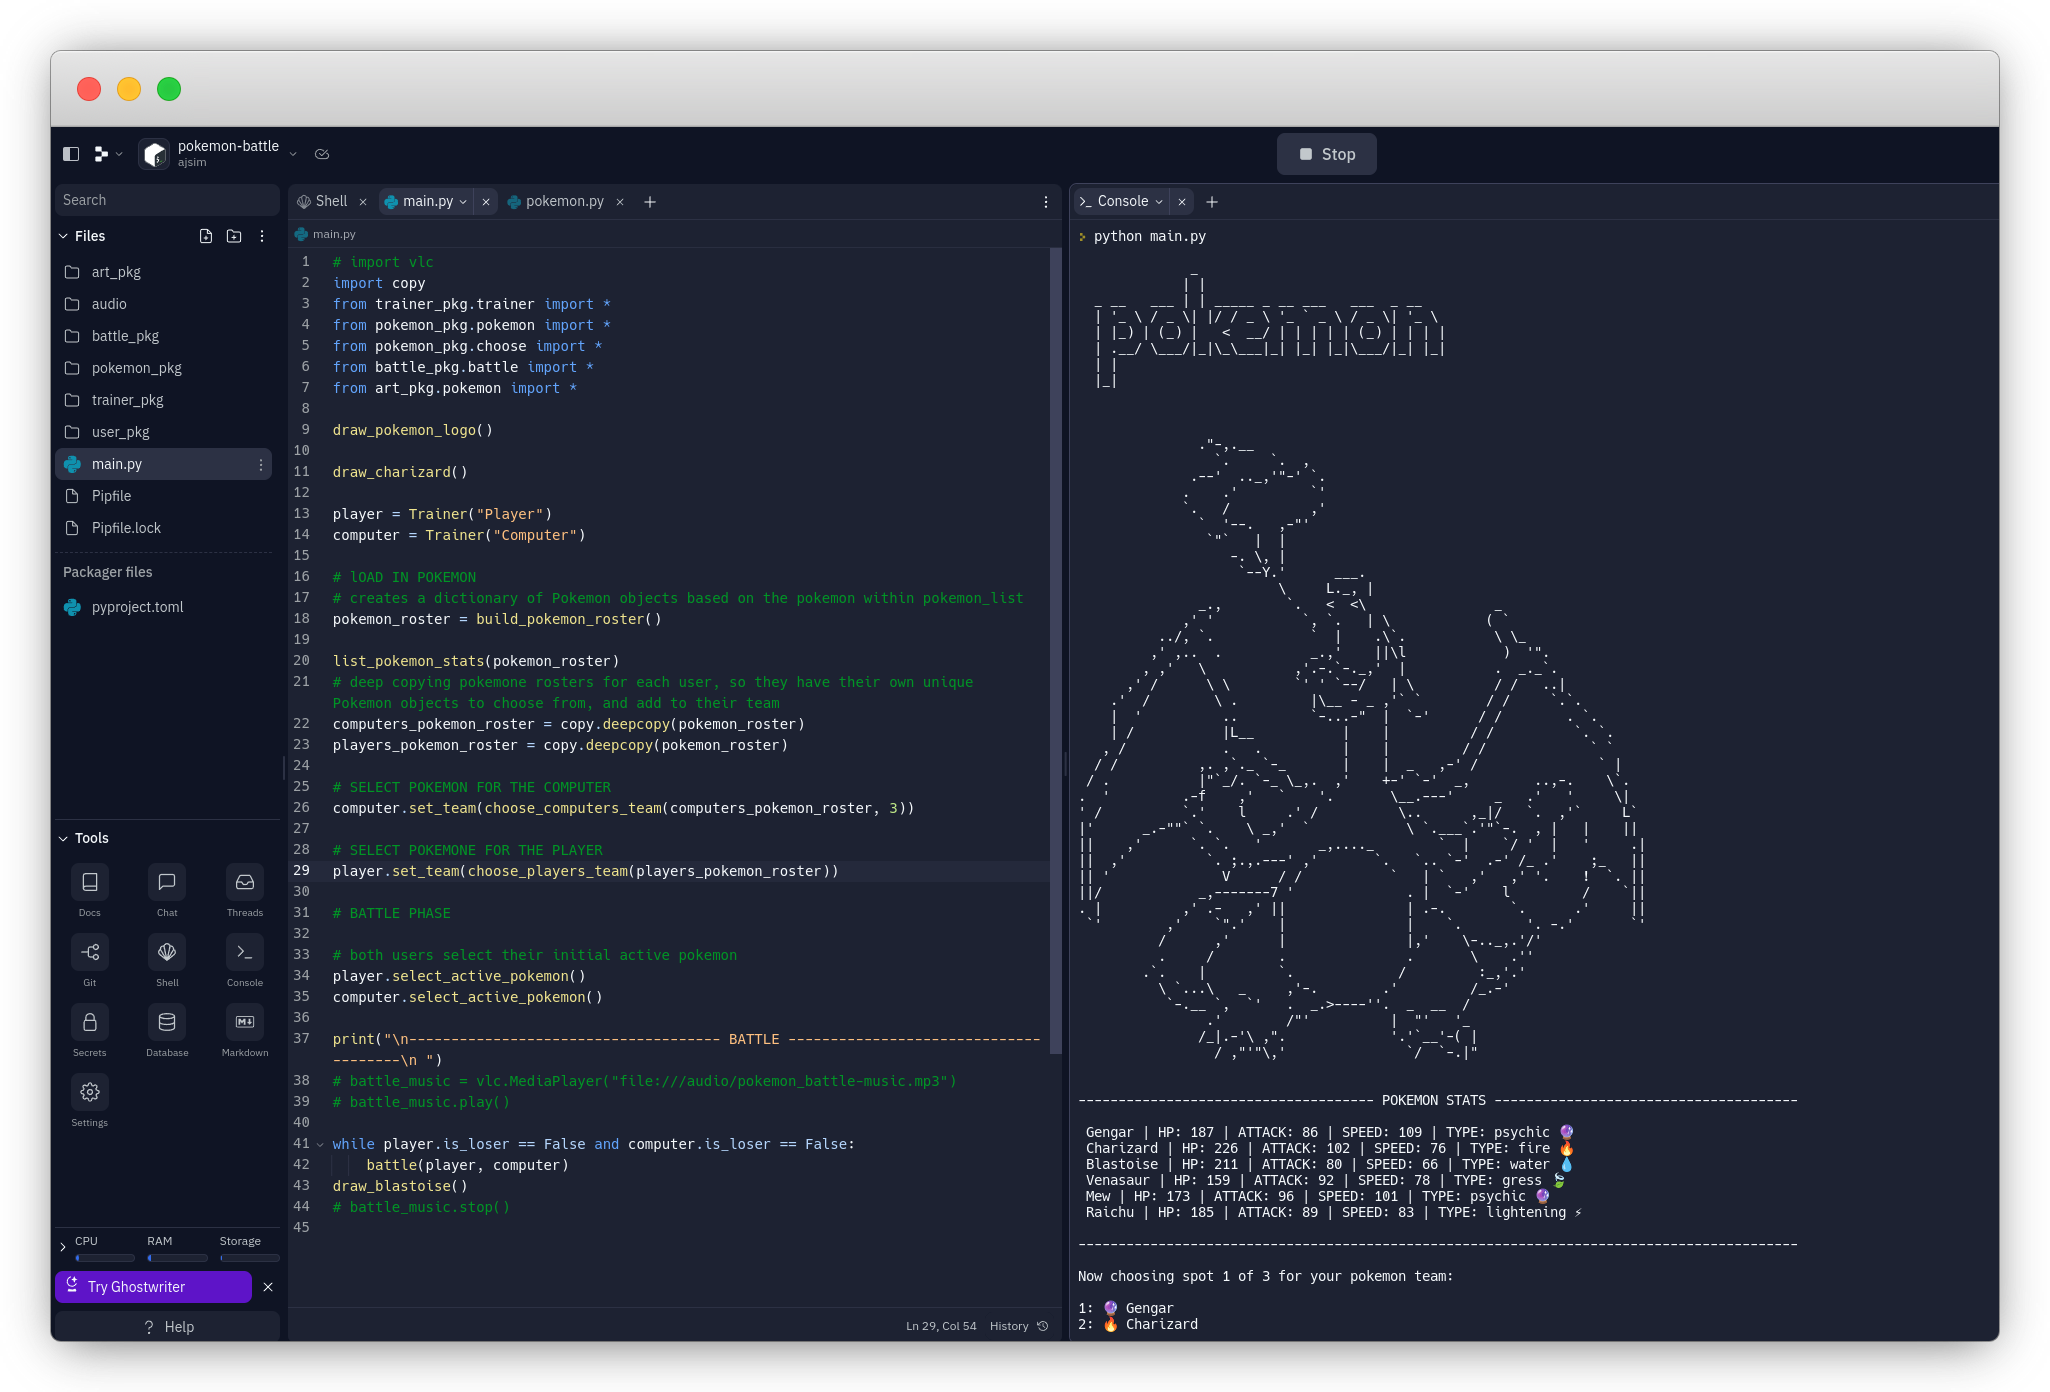 pokemon-battle
ajsim
Stop
Search
Files
art_pkg
audio
battle_pkg
pokemon_pkg
trainer_pkg
user_pkg
main.py
Pipfile
Pipfile.lock
Packager files
pyproject.toml
Tools
Docs
Chat
Threads
Git
Shell
Console
Secrets
Database
Markdown
Settings
CPU
RAM
Storage
Try Ghostwriter
? Help
Shell
main.py
pokemon.py
main.py
1 # import vlc
2 import copy
3 from trainer_pkg.trainer import *
4 from pokemon_pkg.pokemon import *
5 from pokemon_pkg.choose import *
6 from battle_pkg.battle import *
7 from art_pkg.pokemon import *
8
9 draw_pokemon_logo()
10
11 draw_charizard()
12
13 player = Trainer("Player")
14 computer = Trainer("Computer")
15
16 # lOAD IN POKEMON
17 # creates a dictionary of Pokemon objects based on the pokemon within pokemon_list
18 pokemon_roster = build_pokemon_roster()
19
20 list_pokemon_stats(pokemon_roster)
21 # deep copying pokemone rosters for each user, so they have their own unique
Pokemon objects to choose from, and add to their team
22 computers_pokemon_roster = copy.deepcopy(pokemon_roster)
23 players_pokemon_roster = copy.deepcopy(pokemon_roster)
24
25 # SELECT POKEMON FOR THE COMPUTER
26 computer.set_team(choose_computers_team(computers_pokemon_roster, 3))
27
28 # SELECT POKEMONE FOR THE PLAYER
29 player.set_team(choose_players_team(players_pokemon_roster))
30
31 # BATTLE PHASE
32
33 # both users select their initial active pokemon
34 player.select_active_pokemon()
35 computer.select_active_pokemon()
36
37 print("\n------------------------------------- BATTLE ------------------------------
--------\n ")
38 # battle_music = vlc.MediaPlayer("file:///audio/pokemon_battle-music.mp3")
39 # battle_music.play()
40
41 while player.is_loser == False and computer.is_loser == False:
42 battle(player, computer)
43 draw_blastoise()
44 # battle_music.stop()
45
Ln 29, Col 54
History
Console
python main.py
------------------------------------- POKEMON STATS --------------------------------------
Gengar | HP: 187 | ATTACK: 86 | SPEED: 109 | TYPE: psychic 🔮
Charizard | HP: 226 | ATTACK: 102 | SPEED: 76 | TYPE: fire 🔥
Blastoise | HP: 211 | ATTACK: 80 | SPEED: 66 | TYPE: water 💧
Venasaur | HP: 159 | ATTACK: 92 | SPEED: 78 | TYPE: gress 🍃
Mew | HP: 173 | ATTACK: 96 | SPEED: 101 | TYPE: psychic 🔮
Raichu | HP: 185 | ATTACK: 89 | SPEED: 83 | TYPE: lightening ⚡
------------------------------------------------------------------------------------------
Now choosing spot 1 of 3 for your pokemon team:
1: 🔮 Gengar
2: 🔥 Charizard